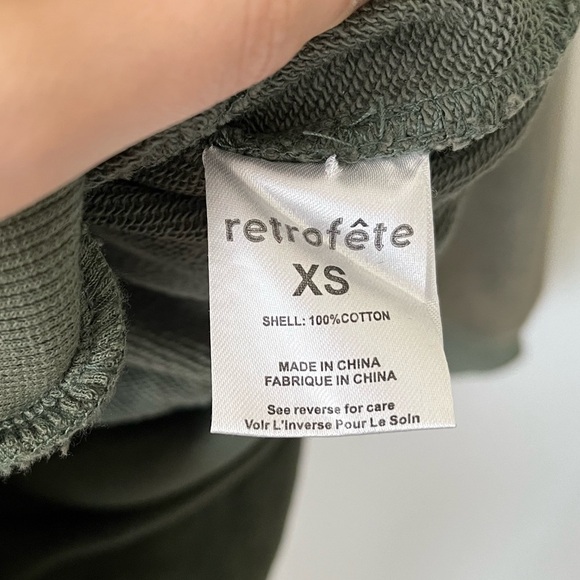 retrofête
XS
SHELL: 100%COTTON
MADE IN CHINA
FABRIQUE IN CHINA
See reverse for care
Voir L'Inverse Pour Le Soin